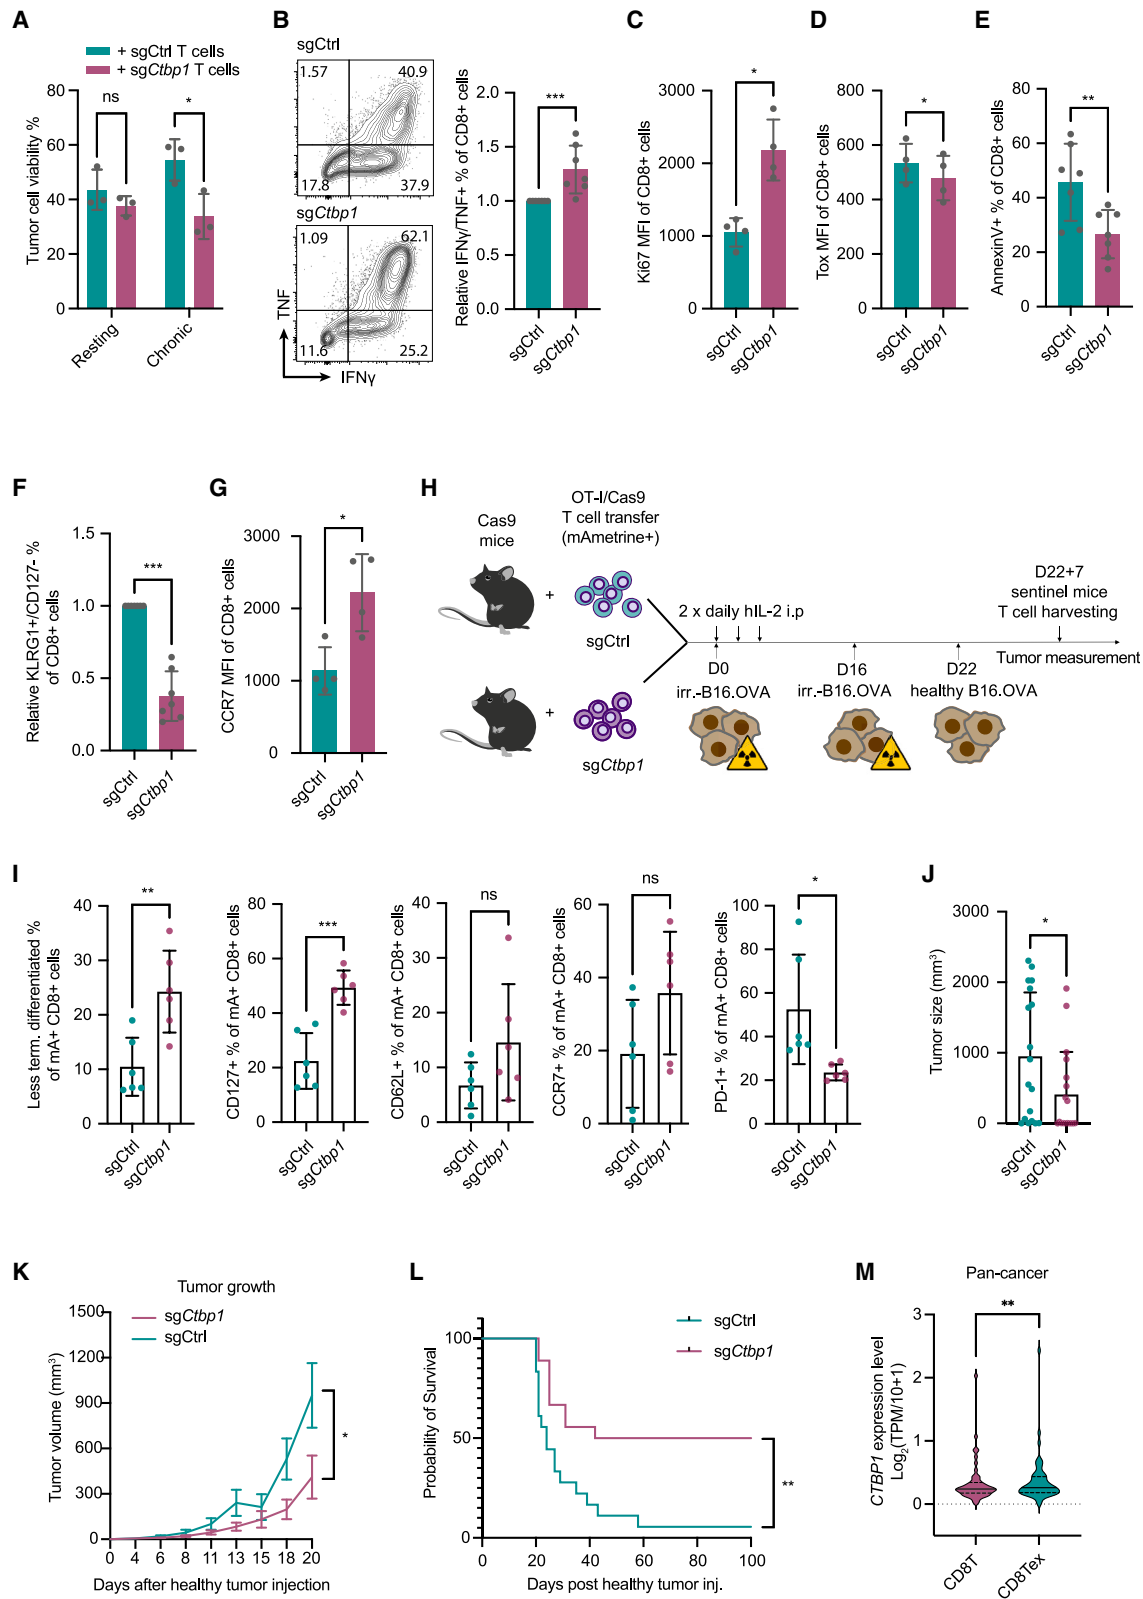 A
+ sgCtrl T cells
+ sgCtbp1 T cells
Tumor cell viability %
80
60
40
20
0
ns
*
Resting
Chronic
B
sgCtrl
1.57
40.9
17.8
37.9
sgCtbp1
1.09
62.1
11.6
25.2
TNF
IFNγ
Relative IFNγ/TNF+ % of CD8+ cells
2.0
1.5
1.0
0.5
0.0
***
sgCtrl
sgCtbp1
C
Ki67 MFI of CD8+ cells
3000
2000
1000
0
*
sgCtrl
sgCtbp1
D
Tox MFI of CD8+ cells
800
600
400
200
0
*
sgCtrl
sgCtbp1
E
AnnexinV+ % of CD8+ cells
80
60
40
20
0
**
sgCtrl
sgCtbp1
F
Relative KLRG1+/CD127- %
of CD8+ cells
1.5
1.0
0.5
0.0
***
sgCtrl
sgCtbp1
G
CCR7 MFI of CD8+ cells
3000
2000
1000
0
*
sgCtrl
sgCtbp1
H
Cas9
mice
OT-I/Cas9
T cell transfer
(mAmetrine+)
+
sgCtrl
+
sgCtbp1
2 x daily hIL-2 i.p
D22+7
sentinel mice
T cell harvesting
Tumor measurement
D0
irr.-B16.OVA
D16
irr.-B16.OVA
D22
healthy B16.OVA
I
Less term. differentiated %
of mA+ CD8+ cells
40
30
20
10
0
**
sgCtrl
sgCtbp1
CD127+ % of mA+ CD8+ cells
80
60
40
20
0
***
sgCtrl
sgCtbp1
CD62L+ % of mA+ CD8+ cells
40
30
20
10
0
ns
sgCtrl
sgCtbp1
CCR7+ % of mA+ CD8+ cells
60
40
20
0
ns
sgCtrl
sgCtbp1
PD-1+ % of mA+ CD8+ cells
100
80
60
40
20
0
*
sgCtrl
sgCtbp1
J
Tumor size (mm³)
3000
2000
1000
0
*
sgCtrl
sgCtbp1
K
Tumor growth
sgCtbp1
sgCtrl
Tumor volume (mm³)
1500
1200
900
600
300
0
*
0 4 6 8 11 13 15 18 20
Days after healthy tumor injection
L
sgCtrl
sgCtbp1
Probability of Survival
100
50
0
**
0 20 40 60 80 100
Days post healthy tumor inj.
M
Pan-cancer
**
CTBP1 expression level
Log₂(TPM/10+1)
3
2
1
0
CD8T
CD8Tex